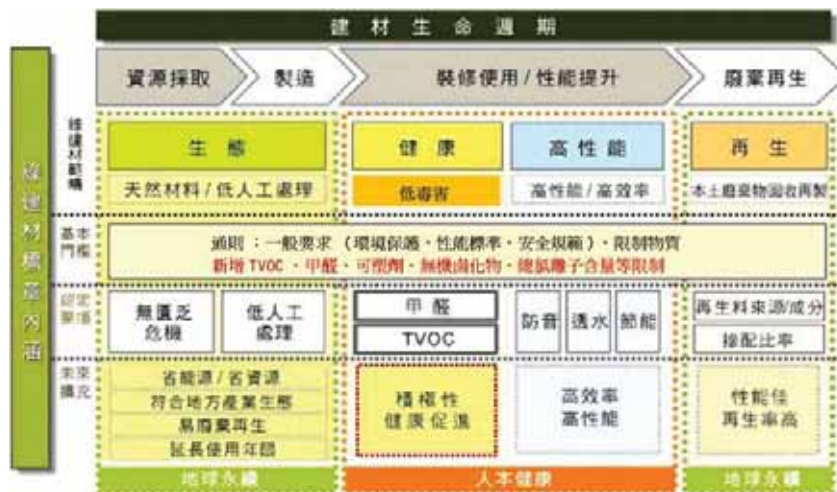 建材生命週期
資源採取
製造
裝修使用/性能提升
廢棄再生
綠建材標章內涵
綠建材範疇
生態
健康
高性能
再生
天然材料/低人工處理
低毒害
高性能/高效率
本土廢棄物回收再製
基本
門檻
通則：一般要求（環境保護、性能標準、安全規範）、限制物質
新增TVOC、甲醛、可塑劑、無機鹵化物、總氯離子含量等限制
認定
要項
無匱乏
危機
低人工
處理
甲醛
TVOC
防音
透水
節能
再生料來源/成分
摻配比率
未來
擴充
省能源/省資源
符合地方產業生態
易廢棄再生
延長使用年限
積極性
健康促進
高效率
高性能
性能佳
再生率高
地球永續
人本健康
地球永續